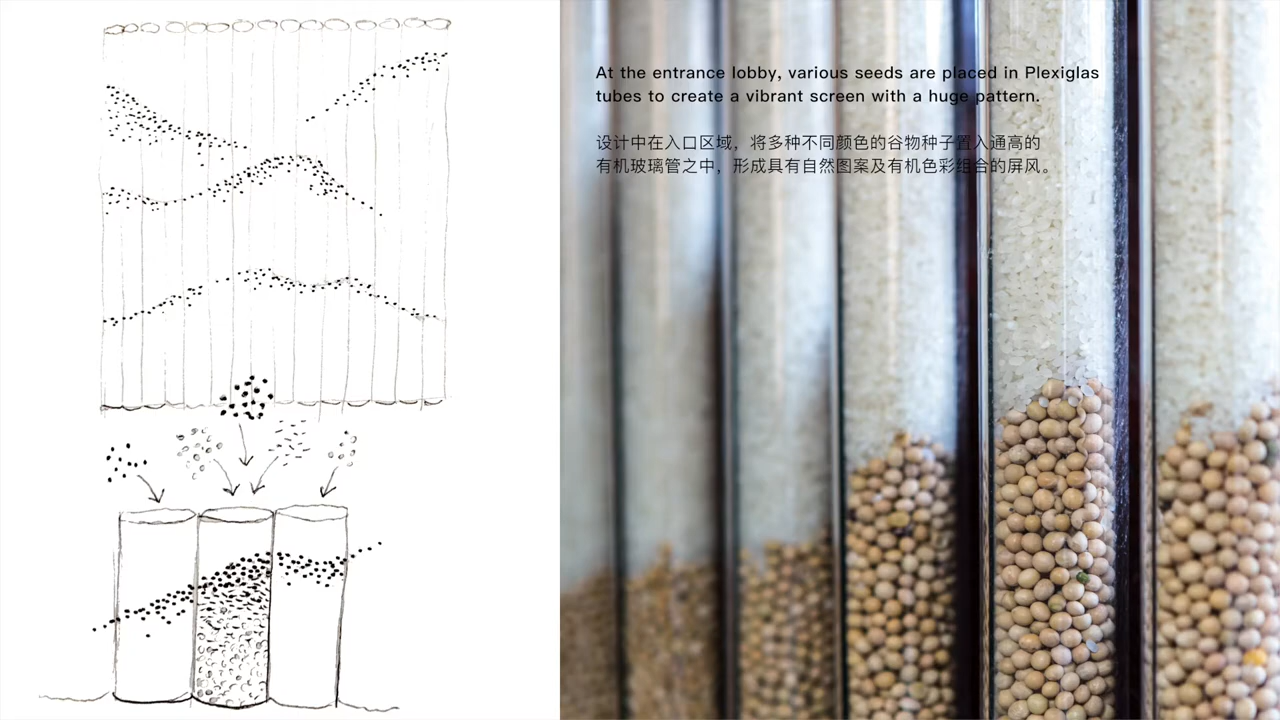 At the entrance lobby, various seeds are placed in Plexiglas
tubes to create a vibrant screen with a huge pattern.
设计中在入口区域，将多种不同颜色的谷物种子置入通高的
有机玻璃管之中，形成具有自然图案及有机色彩组合的屏风。